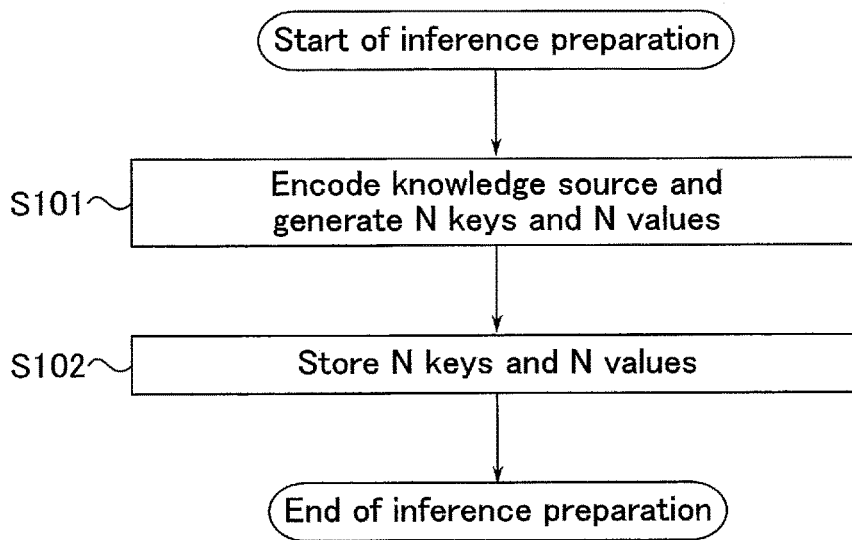 Start of inference preparation
S101
Encode knowledge source and
generate N keys and N values
S102
Store N keys and N values
End of inference preparation